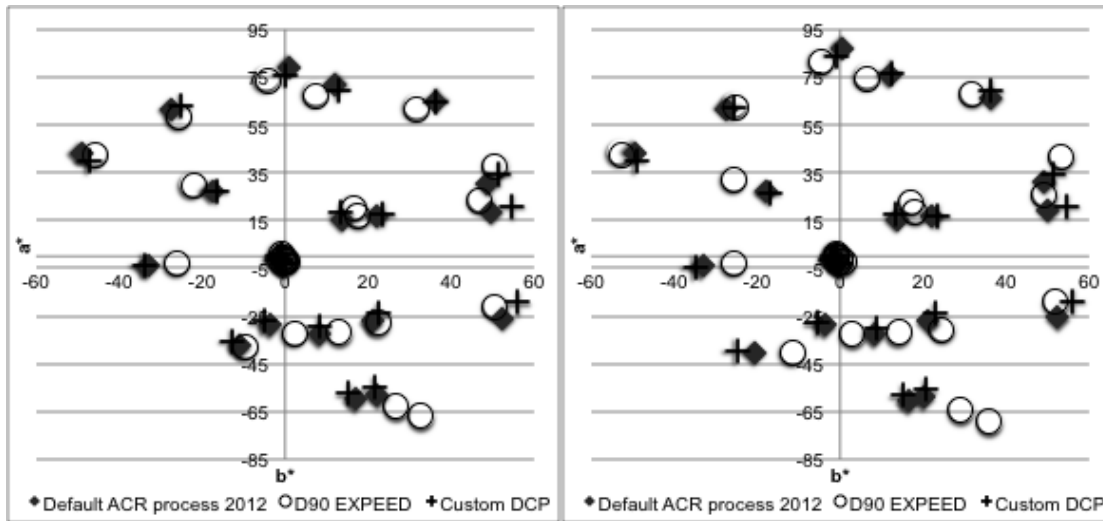 95
75
55
35
15
-5
-25
-45
-65
-85
-60 -40 -20 0 20 40 60
a*
b*
◆ Default ACR process 2012 ○ D90 EXPEED + Custom DCP
95
75
55
35
15
-5
-25
-45
-65
-85
-60 -40 -20 0 20 40 60
a*
b*
◆ Default ACR process 2012 ○ D90 EXPEED + Custom DCP